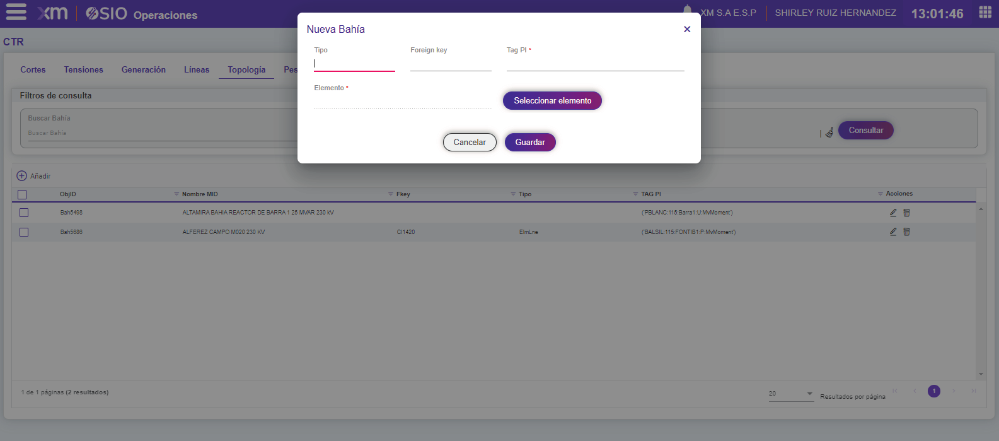 xm SIO Operaciones XM S.A E.S.P SHIRLEY RUIZ HERNANDEZ 13:01:46
CTR
Cortes Tensiones Generación Líneas Topología Pes
Nueva Bahía ×
Tipo Foreign key Tag PI *
Elemento *
Seleccionar elemento
Cancelar Guardar
Filtros de consulta
Buscar Bahía
Buscar Bahía
Consultar
Añadir
ObjID Nombre MID Fkey Tipo TAG PI Acciones
Bah5498 ALTAMIRA BAHIA REACTOR DE BARRA 1 25 MVAR 230 kV ('PBLANC:115:Barra1:U:MvMoment')
Bah5686 ALFEREZ CAMPO M020 230 KV Cl1420 ElmLne ('BALSIL:115:FONTIB1:P:MvMoment')
1 de 1 páginas (2 resultados) 20 Resultados por página 1